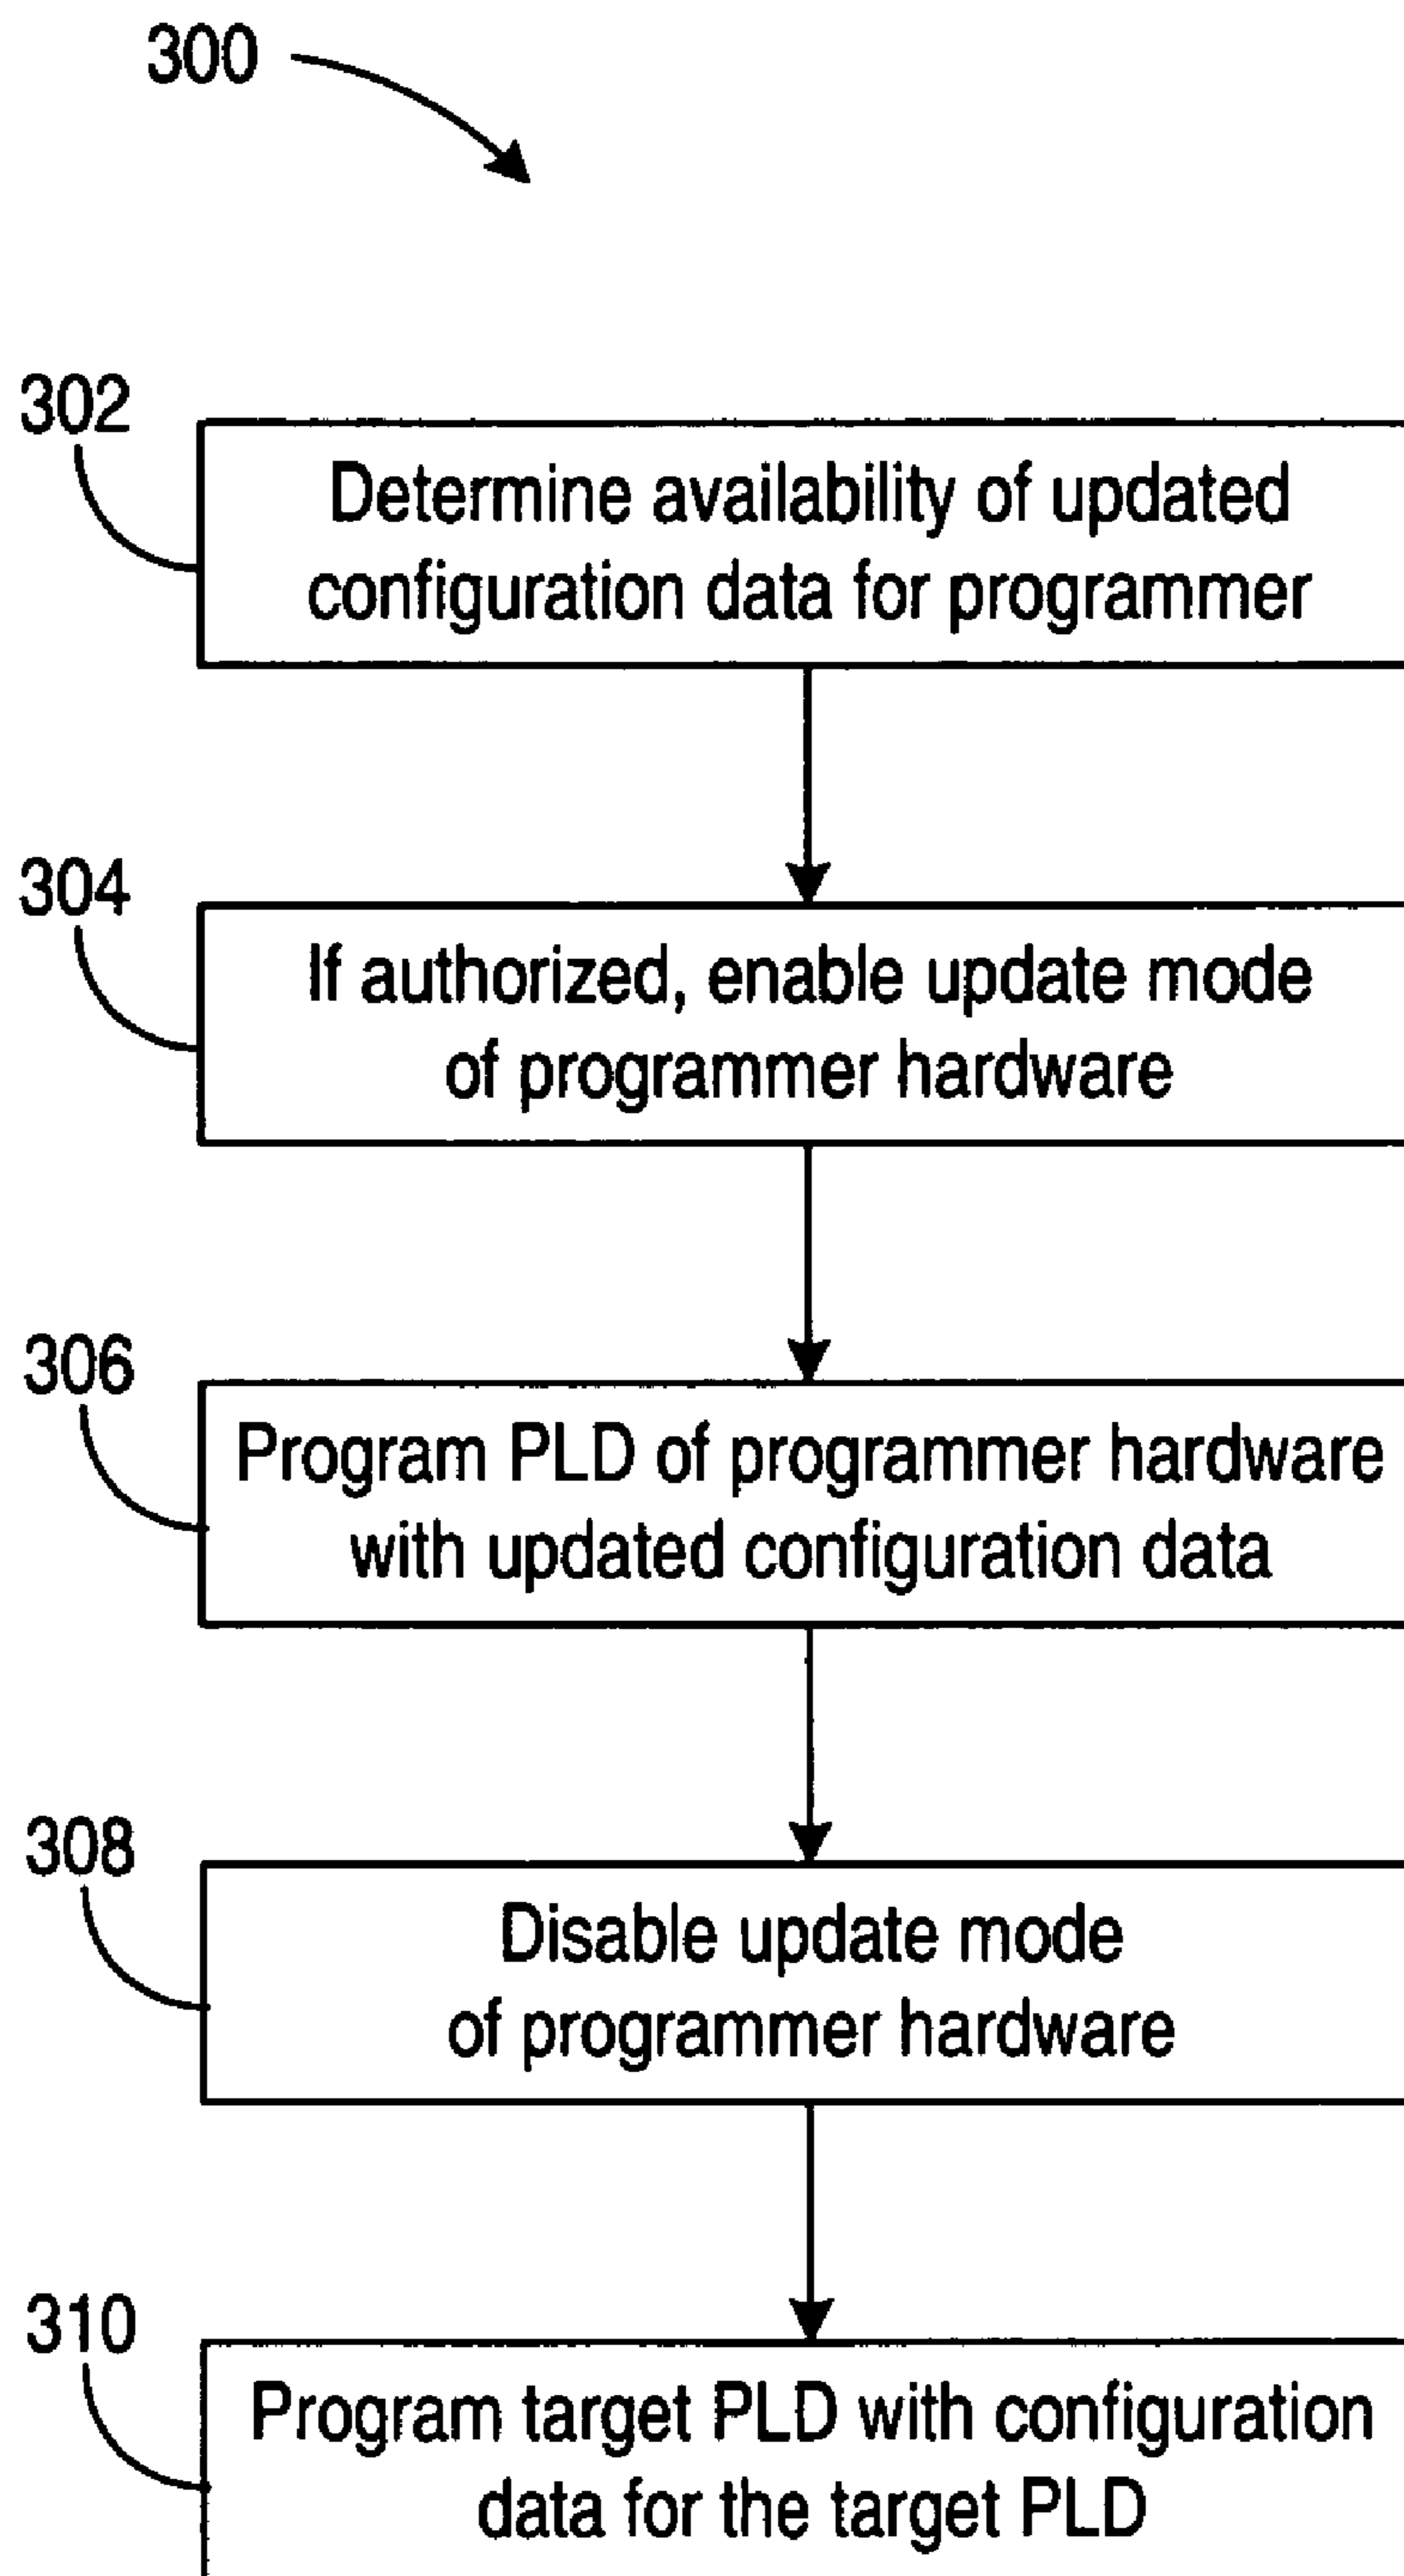 300
302
Determine availability of updated
configuration data for programmer
304
If authorized, enable update mode
of programmer hardware
306
Program PLD of programmer hardware
with updated configuration data
308
Disable update mode
of programmer hardware
310
Program target PLD with configuration
data for the target PLD